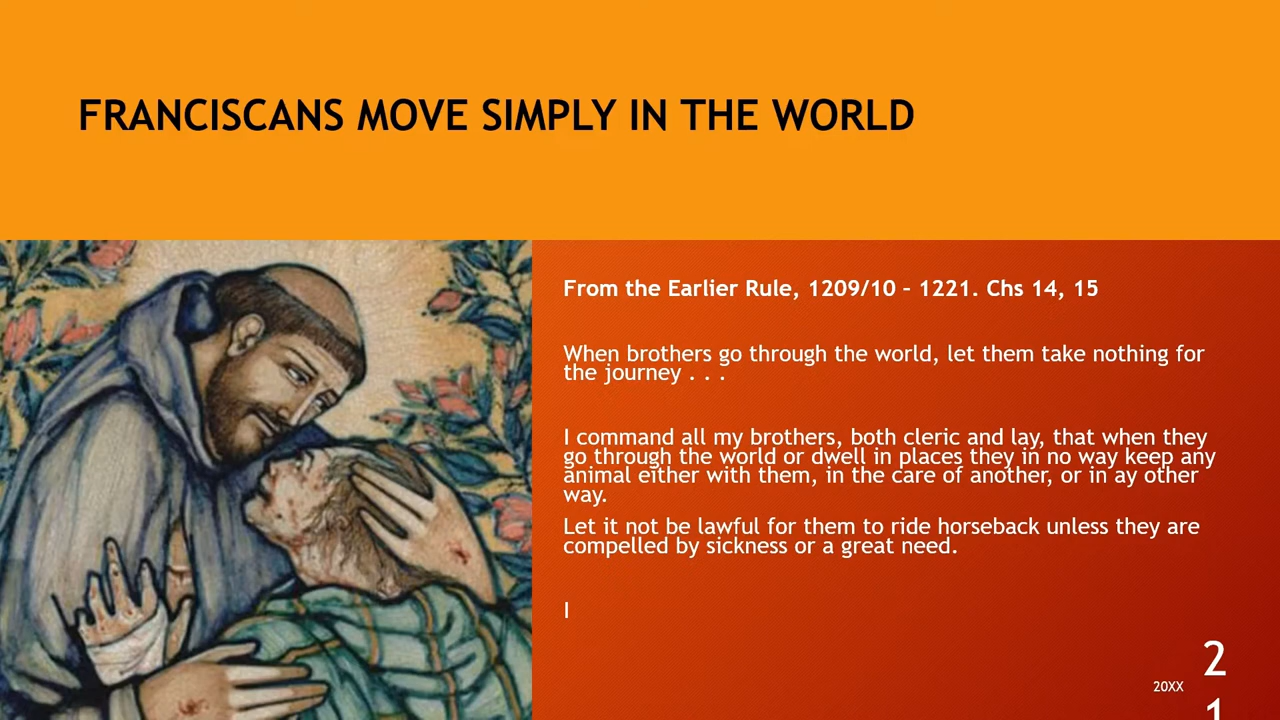 FRANCISCANS MOVE SIMPLY IN THE WORLD
From the Earlier Rule, 1209/10 – 1221. Chs 14, 15
When brothers go through the world, let them take nothing for
the journey . . .
I command all my brothers, both cleric and lay, that when they
go through the world or dwell in places they in no way keep any
animal either with them, in the care of another, or in ay other
way.
Let it not be lawful for them to ride horseback unless they are
compelled by sickness or a great need.
I
20XX
2
1